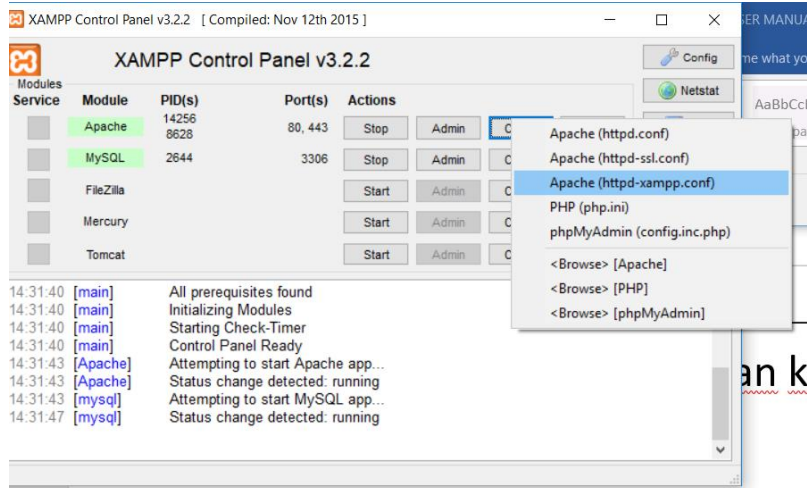 XAMPP Control Panel v3.2.2 [ Compiled: Nov 12th 2015 ]
XAMPP Control Panel v3.2.2
Config
Netstat
Modules
Service Module PID(s) Port(s) Actions
Apache 14256 8628 80, 443 Stop Admin
MySQL 2644 3306 Stop Admin
FileZilla Start Admin
Mercury Start Admin
Tomcat Start Admin
Apache (httpd.conf)
Apache (httpd-ssl.conf)
Apache (httpd-xampp.conf)
PHP (php.ini)
phpMyAdmin (config.inc.php)
<Browse> [Apache]
<Browse> [PHP]
<Browse> [phpMyAdmin]
14:31:40 [main] All prerequisites found
14:31:40 [main] Initializing Modules
14:31:40 [main] Starting Check-Timer
14:31:40 [main] Control Panel Ready
14:31:43 [Apache] Attempting to start Apache app...
14:31:43 [Apache] Status change detected: running
14:31:43 [mysql] Attempting to start MySQL app...
14:31:47 [mysql] Status change detected: running